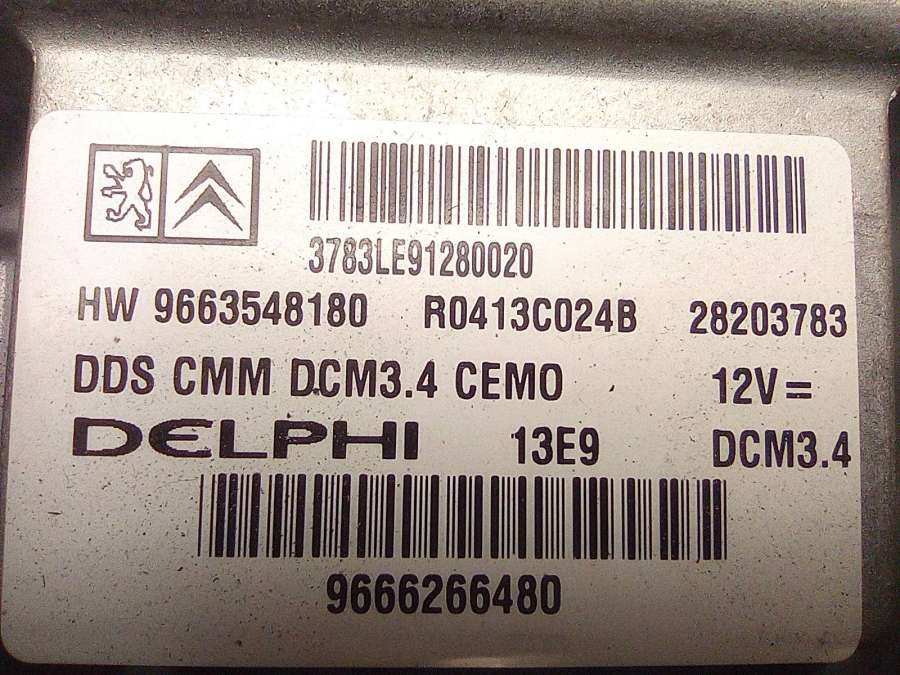 3783LE91280020
HW 9663548180 R0413C024B 28203783
DDS CMM DCM3.4 CEMO 12V =
DELPHI 13E9 DCM3.4
9666266480